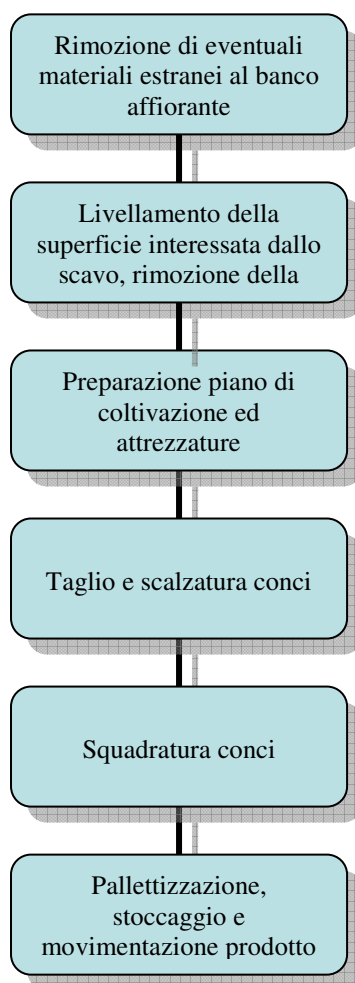 Rimozione di eventuali
materiali estranei al banco
affiorante
Livellamento della
superficie interessata dallo
scavo, rimozione della
Preparazione piano di
coltivazione ed
attrezzature
Taglio e scalzatura conci
Squadratura conci
Pallettizzazione,
stoccaggio e
movimentazione prodotto